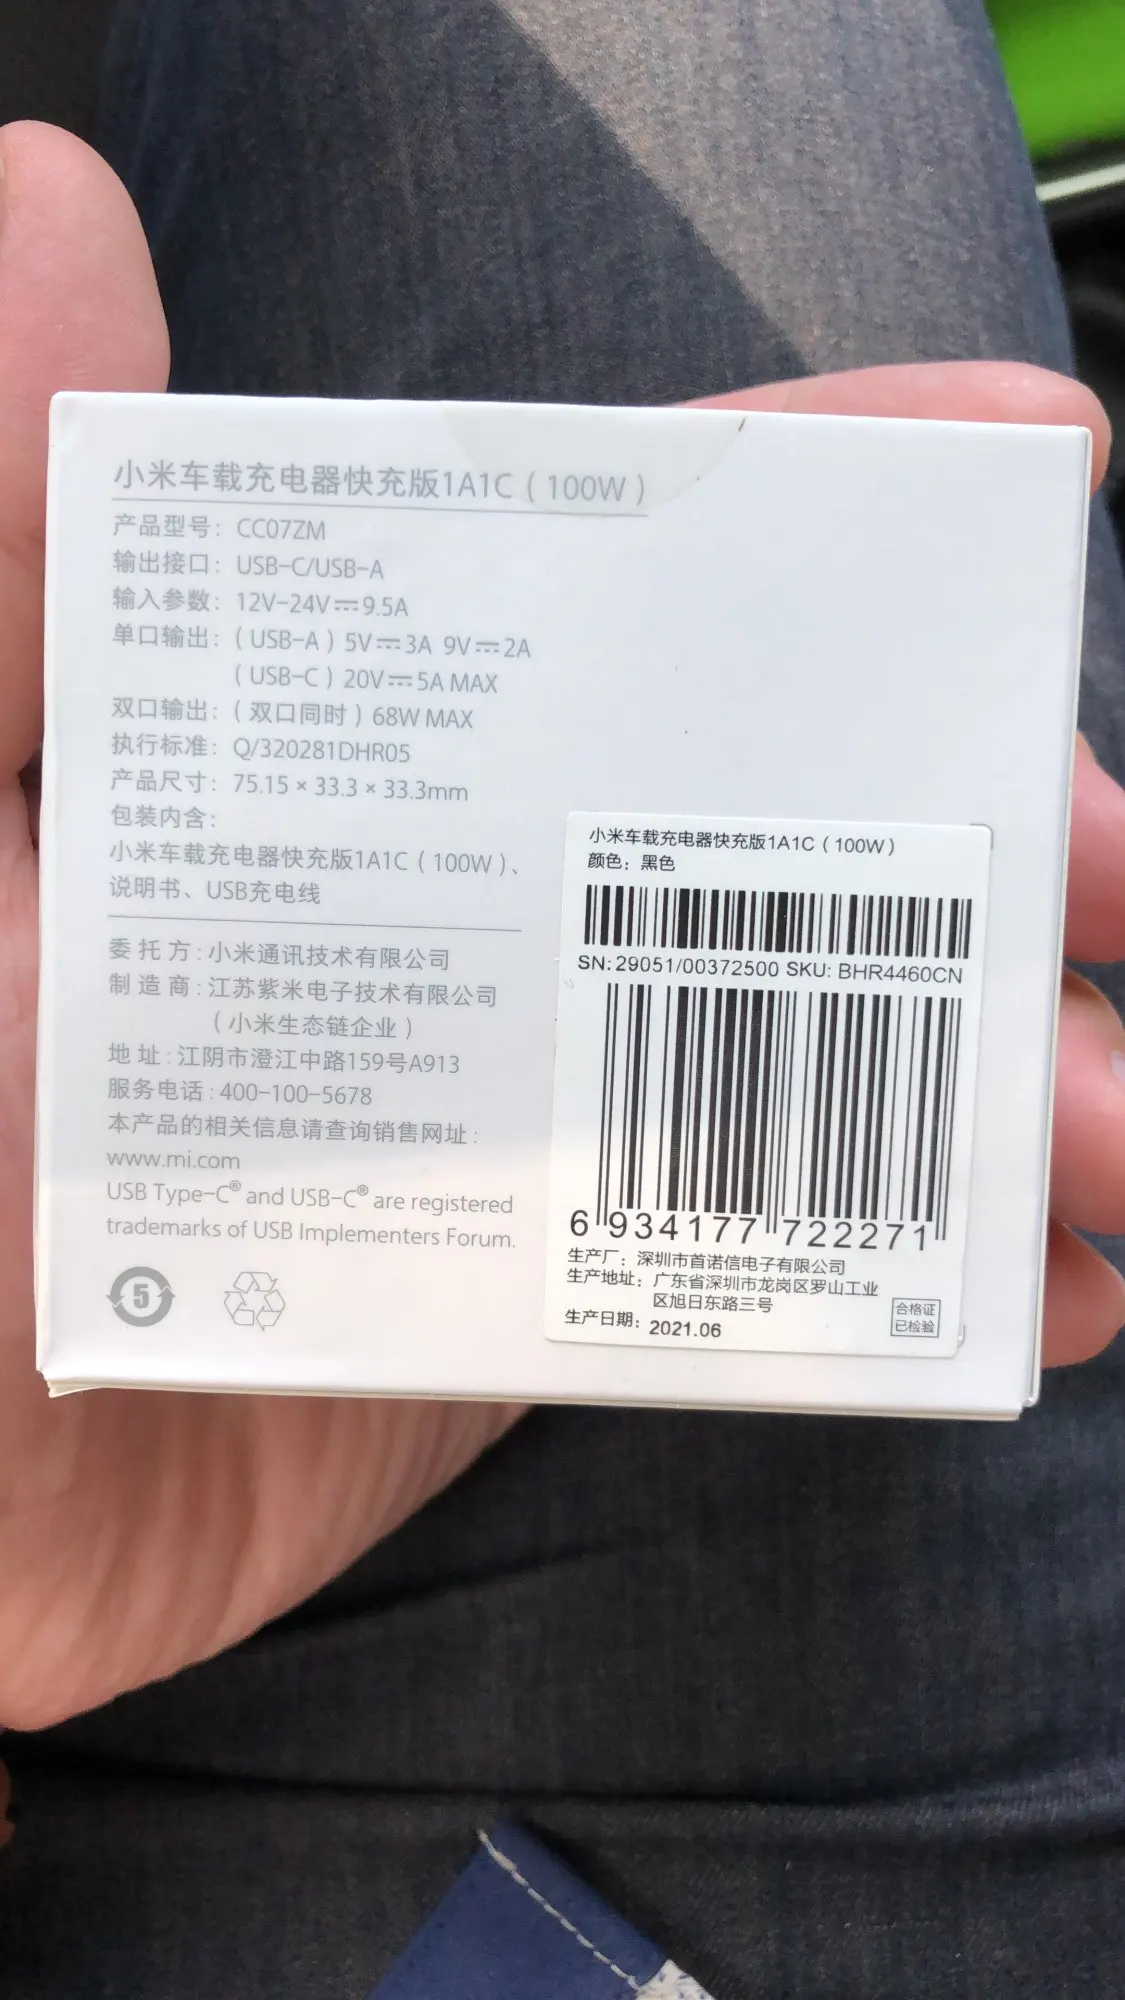 小米车载充电器快充版1A1C（100W）
产品型号：CC07ZM
输出接口：USB-C/USB-A
输入参数：12V-24V⎓9.5A
单口输出：（USB-A）5V⎓3A 9V⎓2A
（USB-C）20V⎓5A MAX
双口输出：（双口同时）68W MAX
执行标准：Q/320281DHR05
产品尺寸：75.15 × 33.3 × 33.3mm
包装内含：
小米车载充电器快充版1A1C（100W）、
说明书、USB充电线
委 托 方：小米通讯技术有限公司
制 造 商：江苏紫米电子技术有限公司
（小米生态链企业）
地 址：江阴市澄江中路159号A913
服务电话：400-100-5678
本产品的相关信息请查询销售网址：
www.mi.com
USB Type-C® and USB-C® are registered
trademarks of USB Implementers Forum.
5
小米车载充电器快充版1A1C（100W）
颜色：黑色
SN:29051/00372500 SKU: BHR4460CN
6 934177 722271
生产厂：深圳市首诺信电子有限公司
生产地址：广东省深圳市龙岗区罗山工业
区旭日东路三号
生产日期：2021.06
合格证
已检验